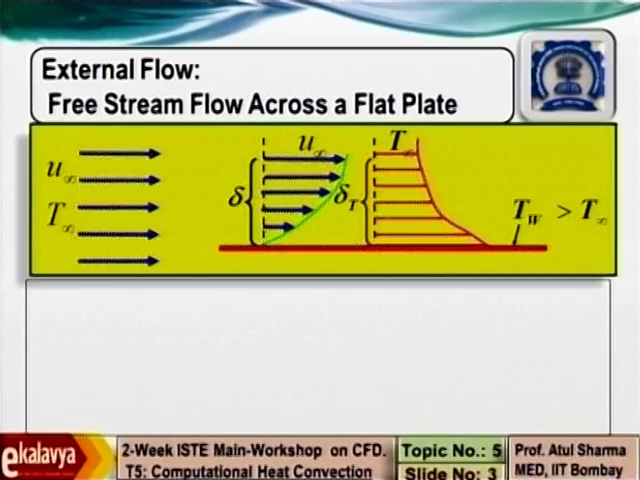 External Flow:
Free Stream Flow Across a Flat Plate
u∞
T∞
δ
u∞
δT
T∞
TW > T∞
ekalavya
2-Week ISTE Main-Workshop on CFD.
T5: Computational Heat Convection
Topic No.: 5
Slide No: 3
Prof. Atul Sharma
MED, IIT Bombay